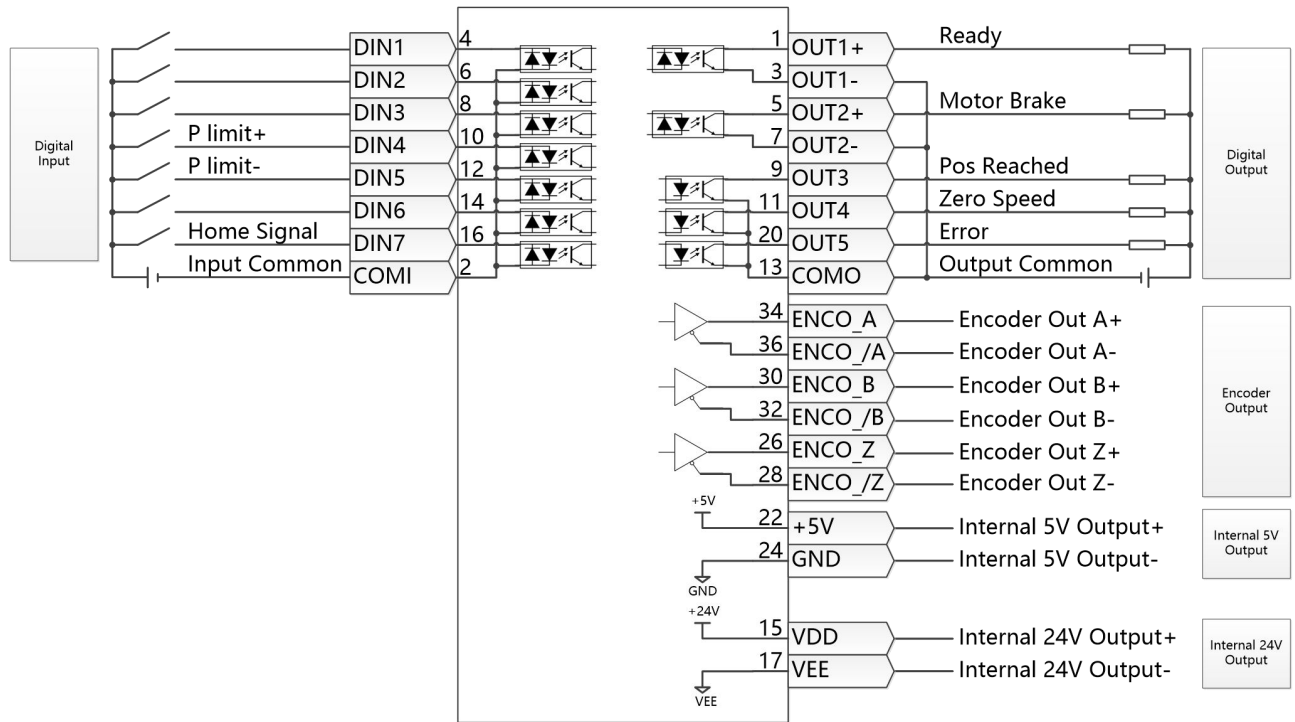 Digital
Input
P limit+
P limit-
Home Signal
Input Common
DIN1
DIN2
DIN3
DIN4
DIN5
DIN6
DIN7
COMI
4
6
8
10
12
14
16
2
1
3
5
7
9
11
20
13
OUT1+
OUT1-
OUT2+
OUT2-
OUT3
OUT4
OUT5
COMO
Ready
Motor Brake
Pos Reached
Zero Speed
Error
Output Common
Digital
Output
34 ENCO_A Encoder Out A+
36 ENCO_/A Encoder Out A-
30 ENCO_B Encoder Out B+
32 ENCO_/B Encoder Out B-
26 ENCO_Z Encoder Out Z+
28 ENCO_/Z Encoder Out Z-
Encoder
Output
+5V
22 +5V Internal 5V Output+
24 GND Internal 5V Output-
GND
Internal 5V
Output
+24V
15 VDD Internal 24V Output+
17 VEE Internal 24V Output-
VEE
Internal 24V
Output